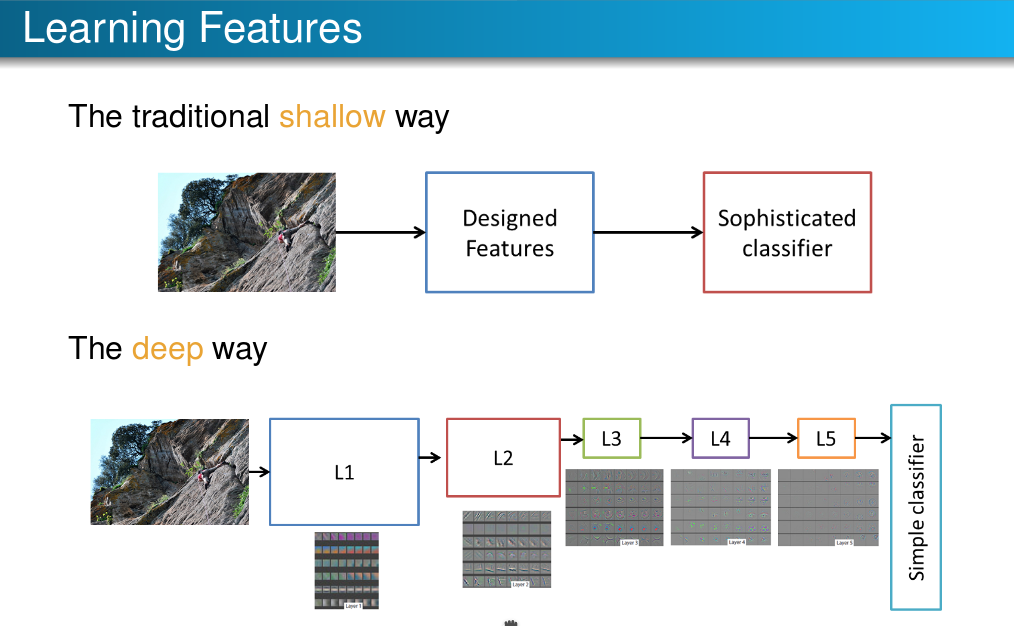 Learning Features
The traditional shallow way
Designed
Features
Sophisticated
classifier
The deep way
L1
L2
L3
L4
L5
Simple classifier
Layer 1
Layer 2
Layer 3
Layer 4
Layer 5